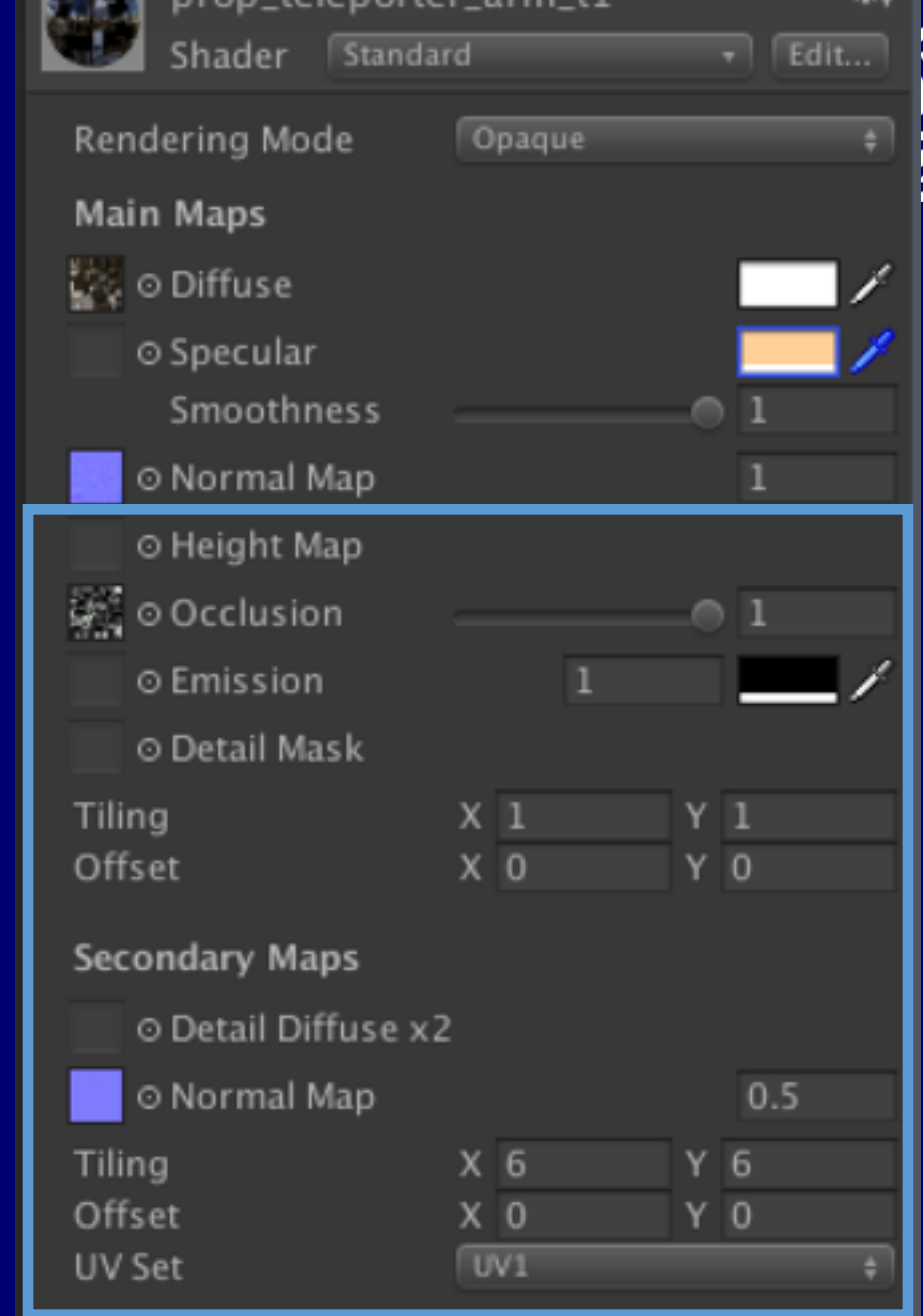 prop_teleporter_arm_t1
Shader Standard Edit...
Rendering Mode Opaque
Main Maps
Diffuse
Specular
Smoothness 1
Normal Map 1
Height Map
Occlusion 1
Emission 1
Detail Mask
Tiling X 1 Y 1
Offset X 0 Y 0
Secondary Maps
Detail Diffuse x2
Normal Map 0.5
Tiling X 6 Y 6
Offset X 0 Y 0
UV Set UV1